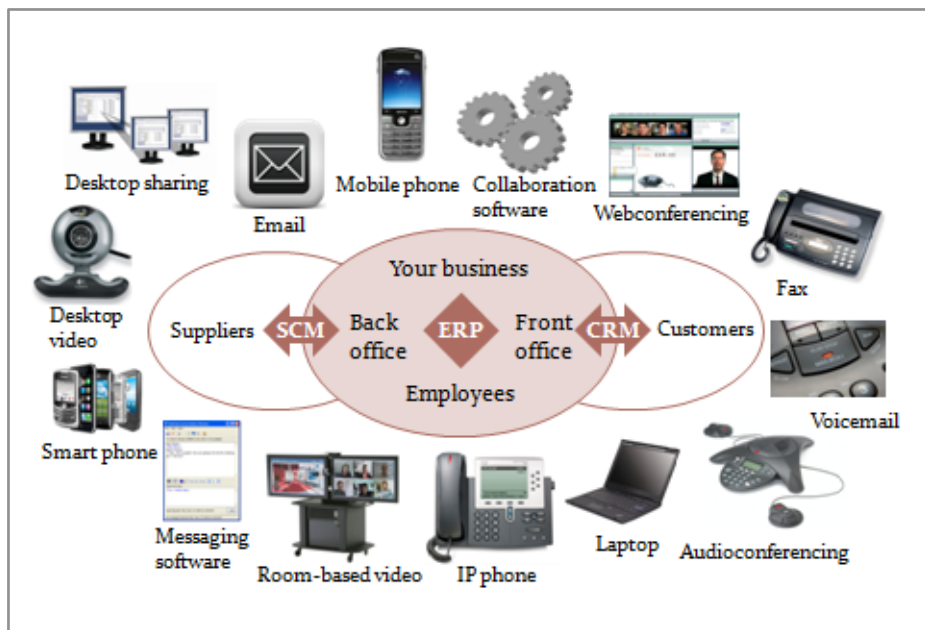 Desktop sharing
Email
Mobile phone
Collaboration
software
Webconferencing
Fax
Desktop
video
Your business
Suppliers
SCM
Back
office
ERP
Front
office
CRM
Customers
Employees
Voicemail
Smart phone
Messaging
software
Room-based video
IP phone
Laptop
Audioconferencing